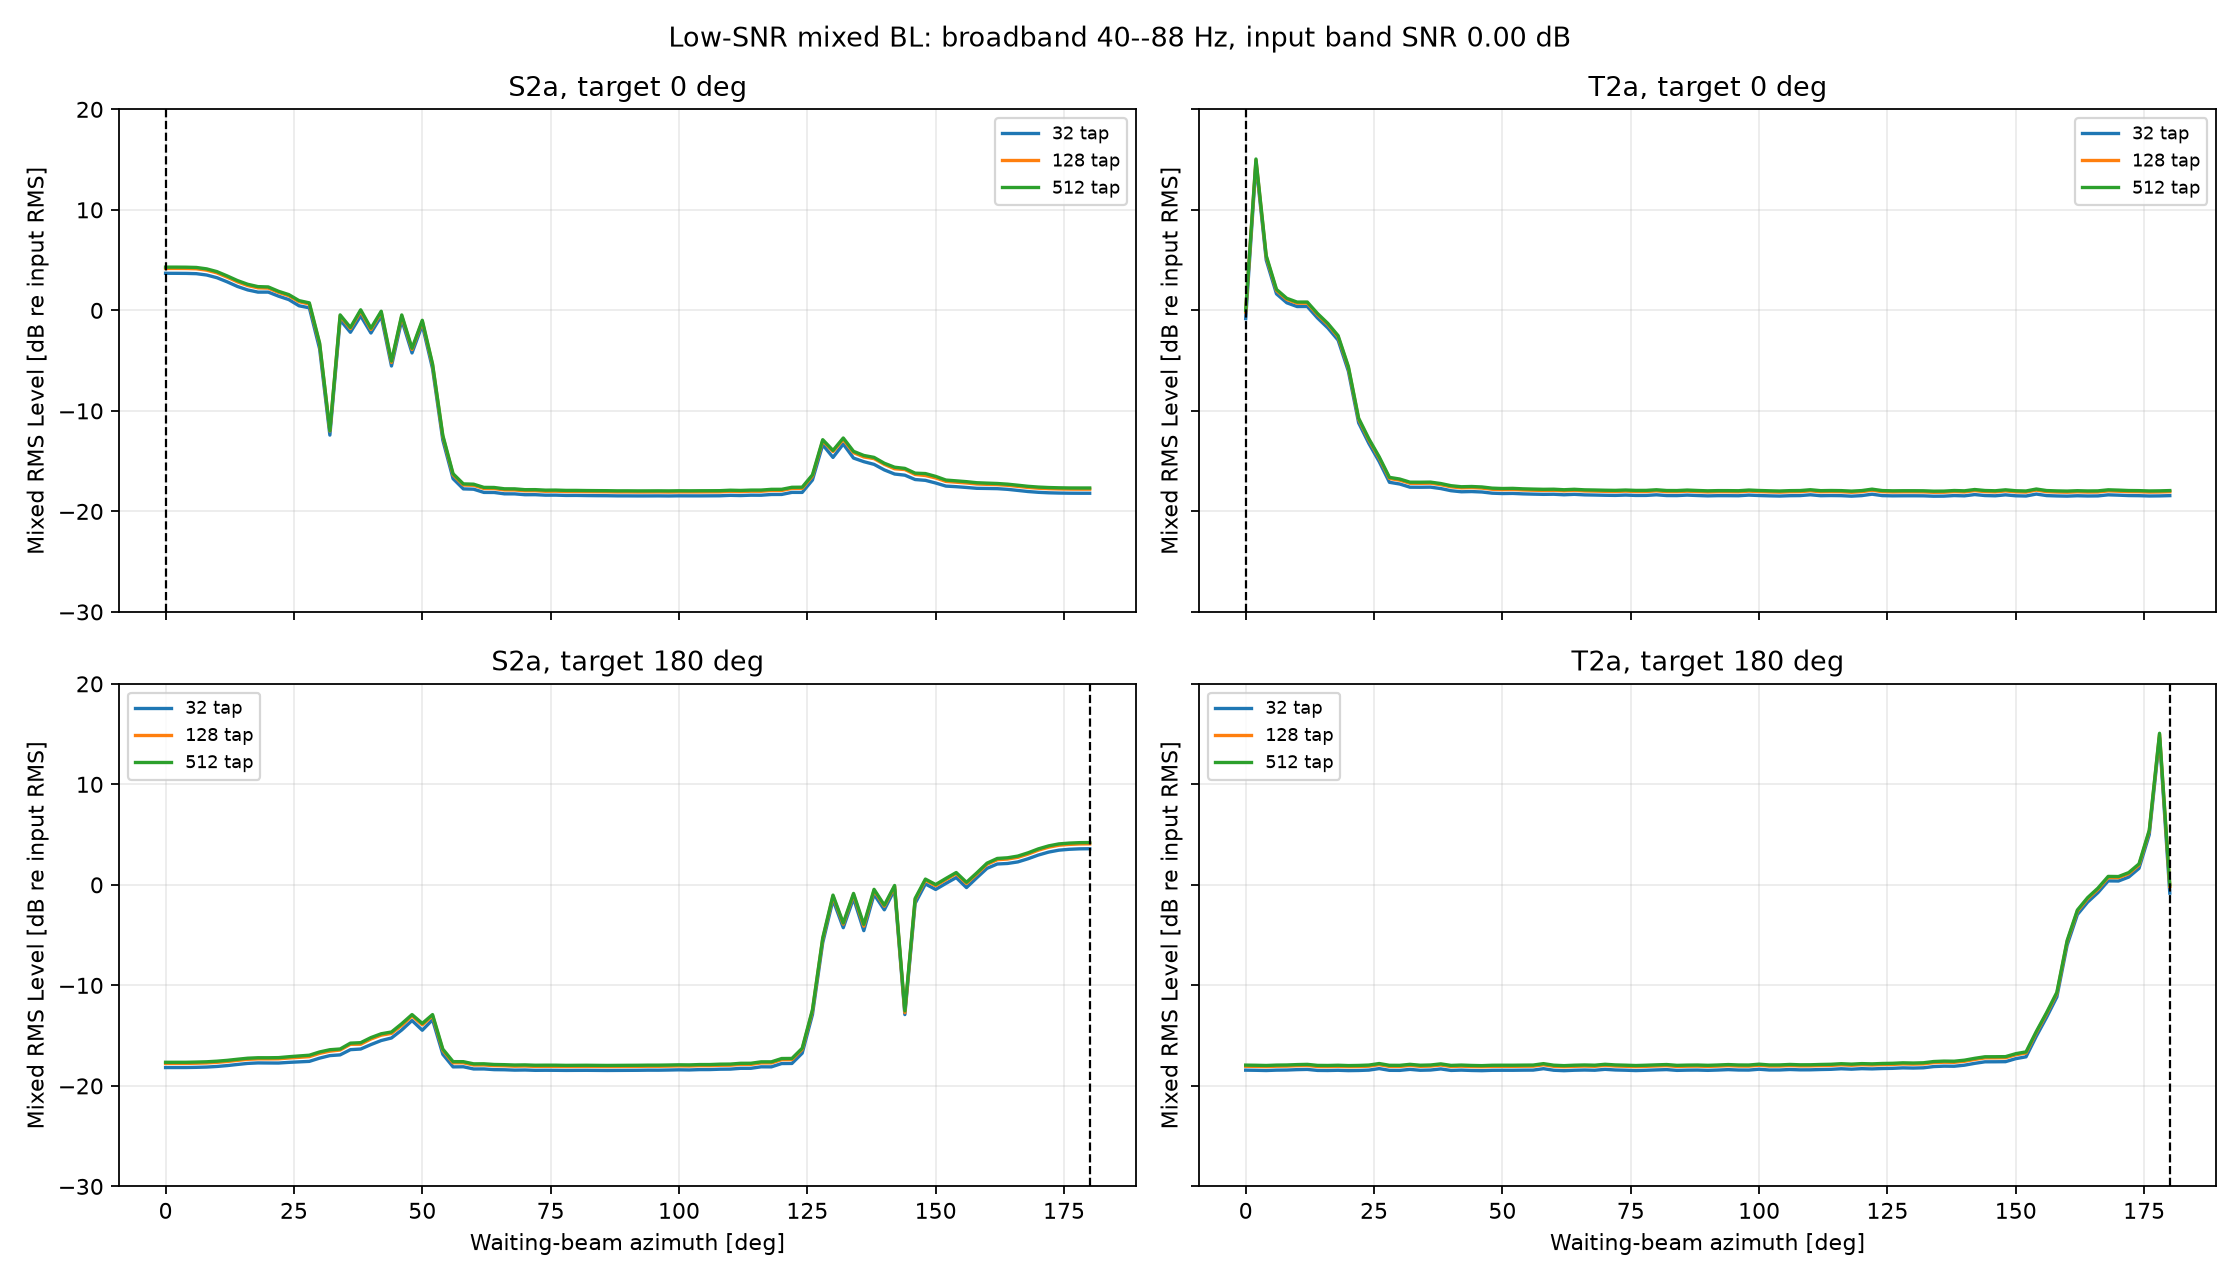 Low-SNR mixed BL: broadband 40--88 Hz, input band SNR 0.00 dB
S2a, target 0 deg
Mixed RMS Level [dB re input RMS]
20
10
0
−10
−20
−30
32 tap
128 tap
512 tap
T2a, target 0 deg
Mixed RMS Level [dB re input RMS]
32 tap
128 tap
512 tap
S2a, target 180 deg
Mixed RMS Level [dB re input RMS]
20
10
0
−10
−20
−30
32 tap
128 tap
512 tap
0 25 50 75 100 125 150 175
Waiting-beam azimuth [deg]
T2a, target 180 deg
Mixed RMS Level [dB re input RMS]
32 tap
128 tap
512 tap
0 25 50 75 100 125 150 175
Waiting-beam azimuth [deg]